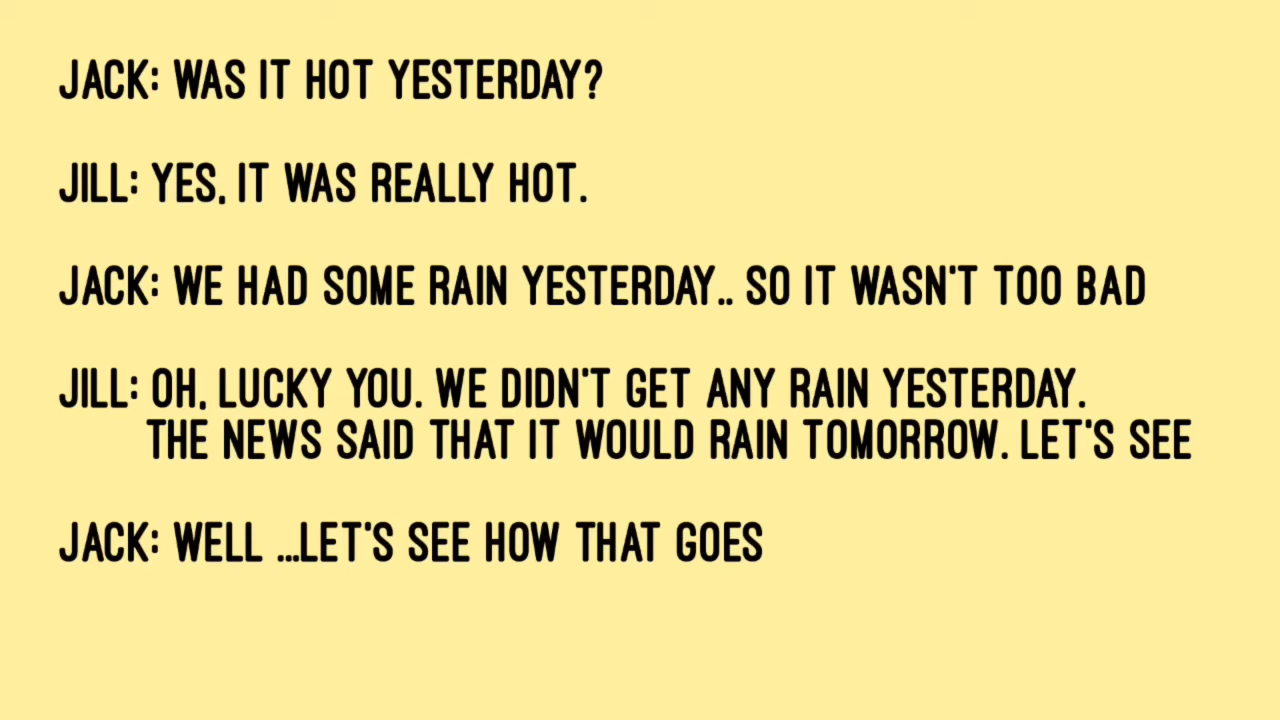 JACK: WAS IT HOT YESTERDAY?
JILL: YES, IT WAS REALLY HOT.
JACK: WE HAD SOME RAIN YESTERDAY.. SO IT WASN'T TOO BAD
JILL: OH, LUCKY YOU. WE DIDN'T GET ANY RAIN YESTERDAY.
THE NEWS SAID THAT IT WOULD RAIN TOMORROW. LET'S SEE
JACK: WELL ...LET'S SEE HOW THAT GOES